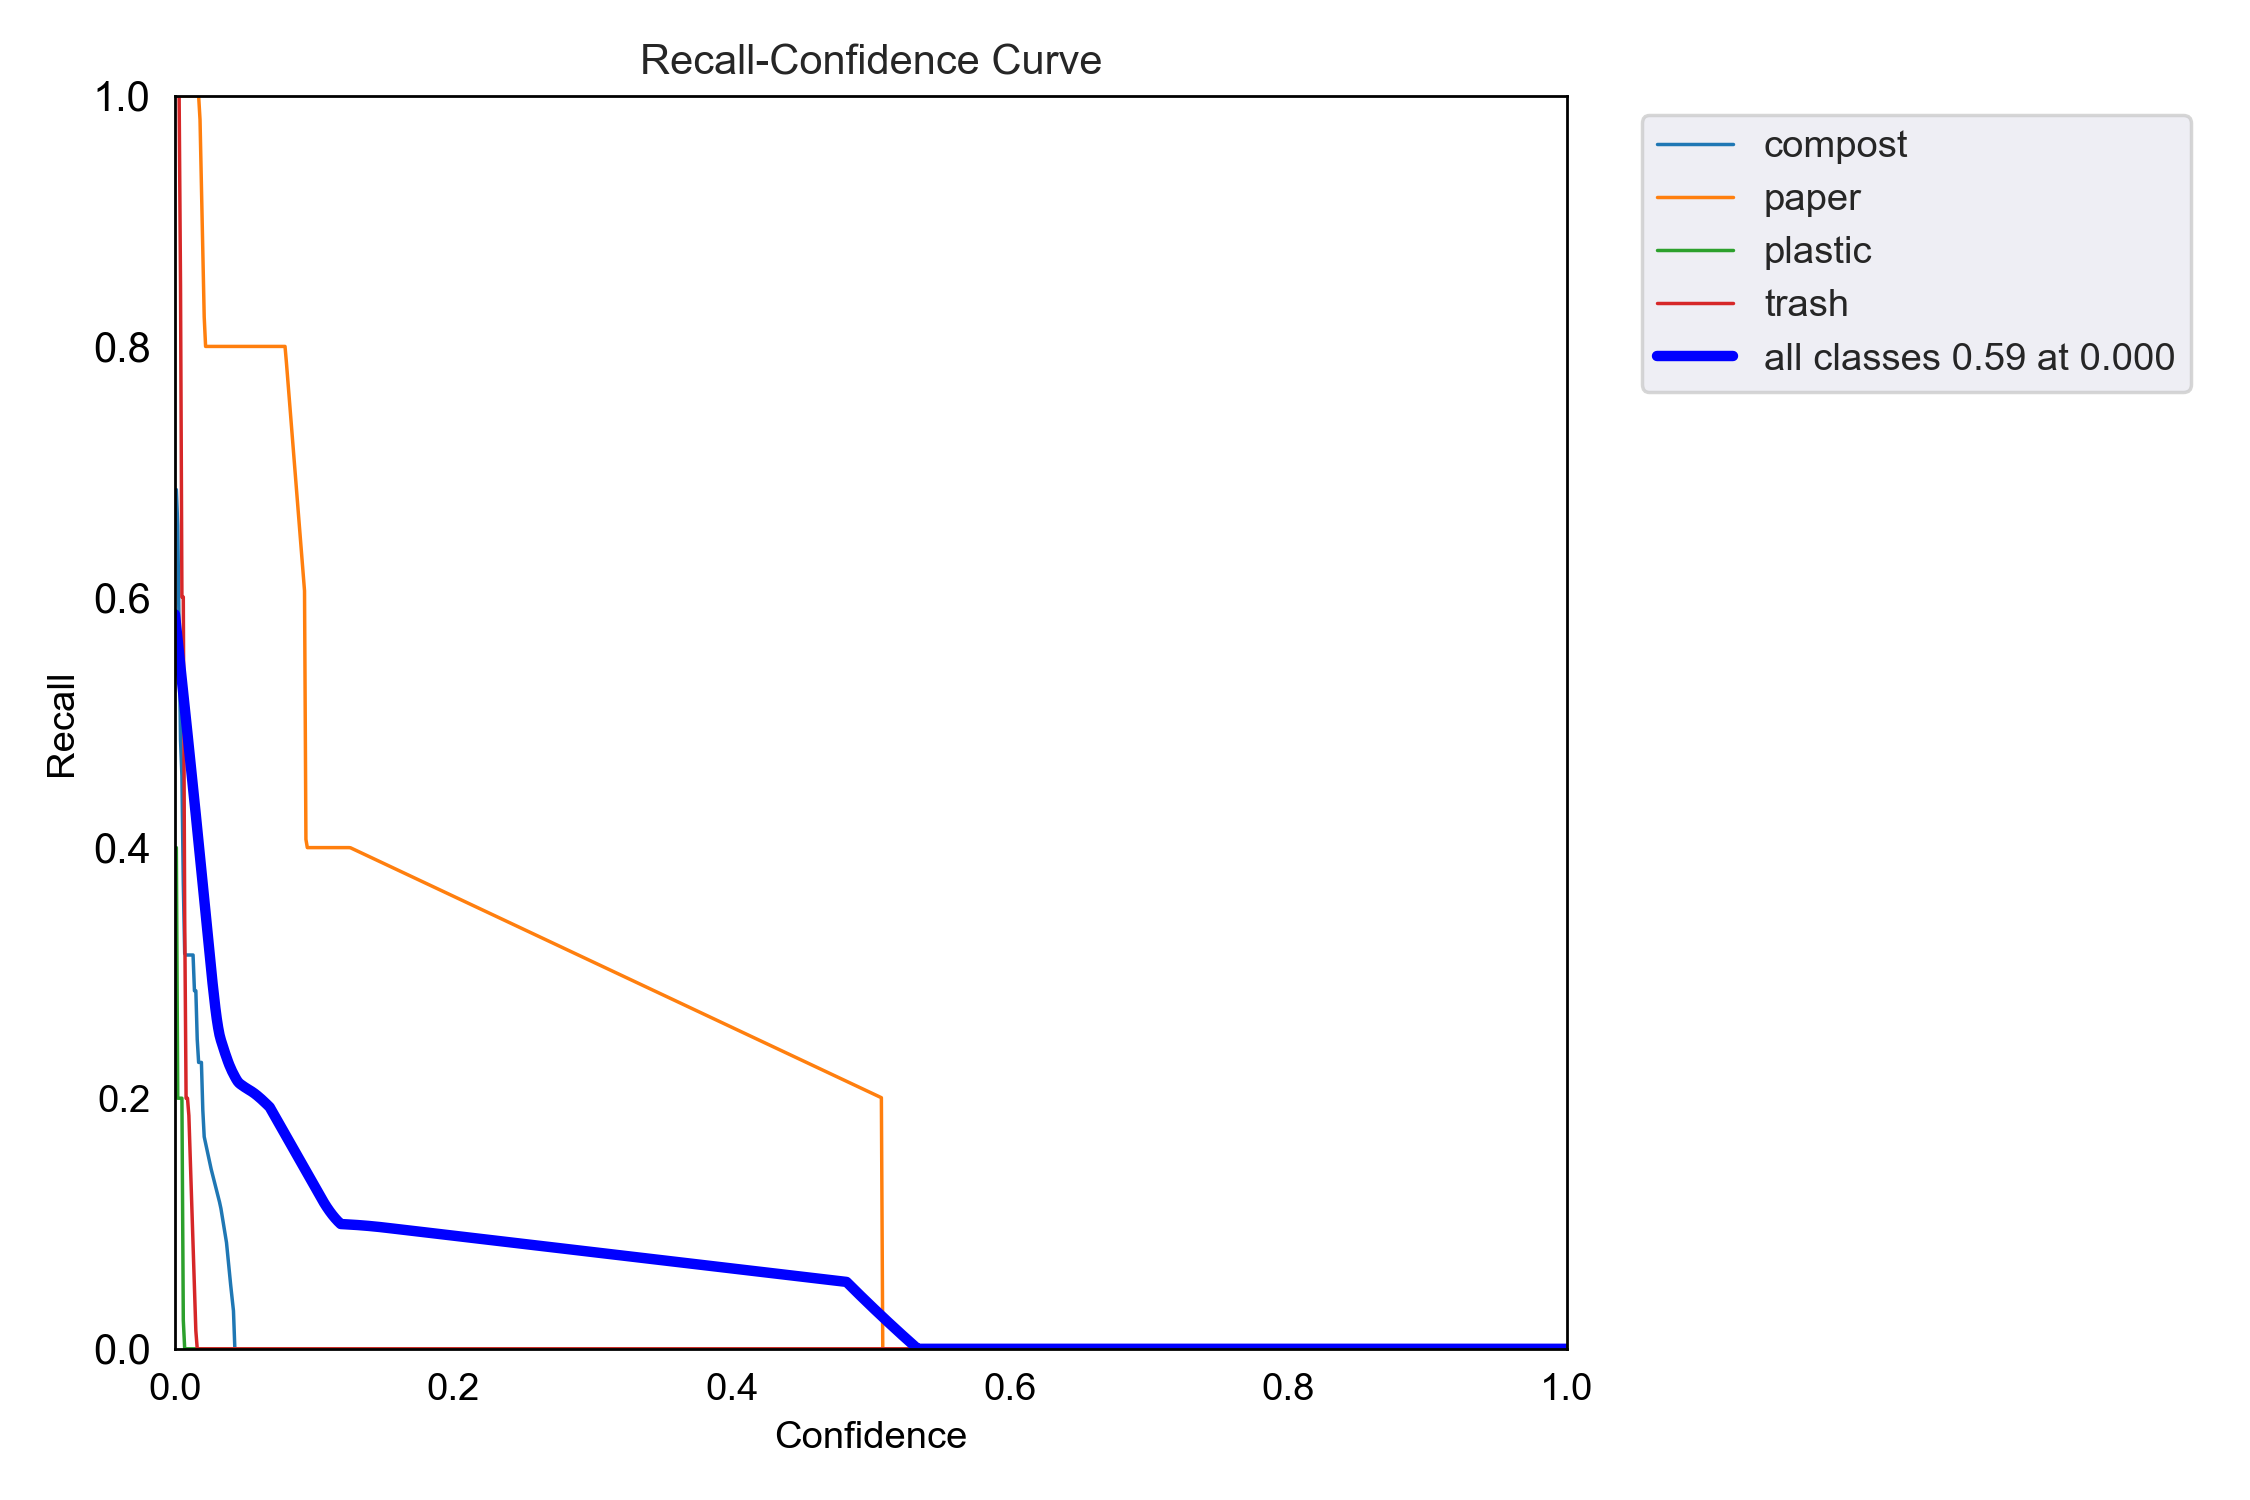 Recall-Confidence Curve
1.0
0.8
0.6
0.4
0.2
0.0
Recall
0.0 0.2 0.4 0.6 0.8 1.0
Confidence
compost
paper
plastic
trash
all classes 0.59 at 0.000